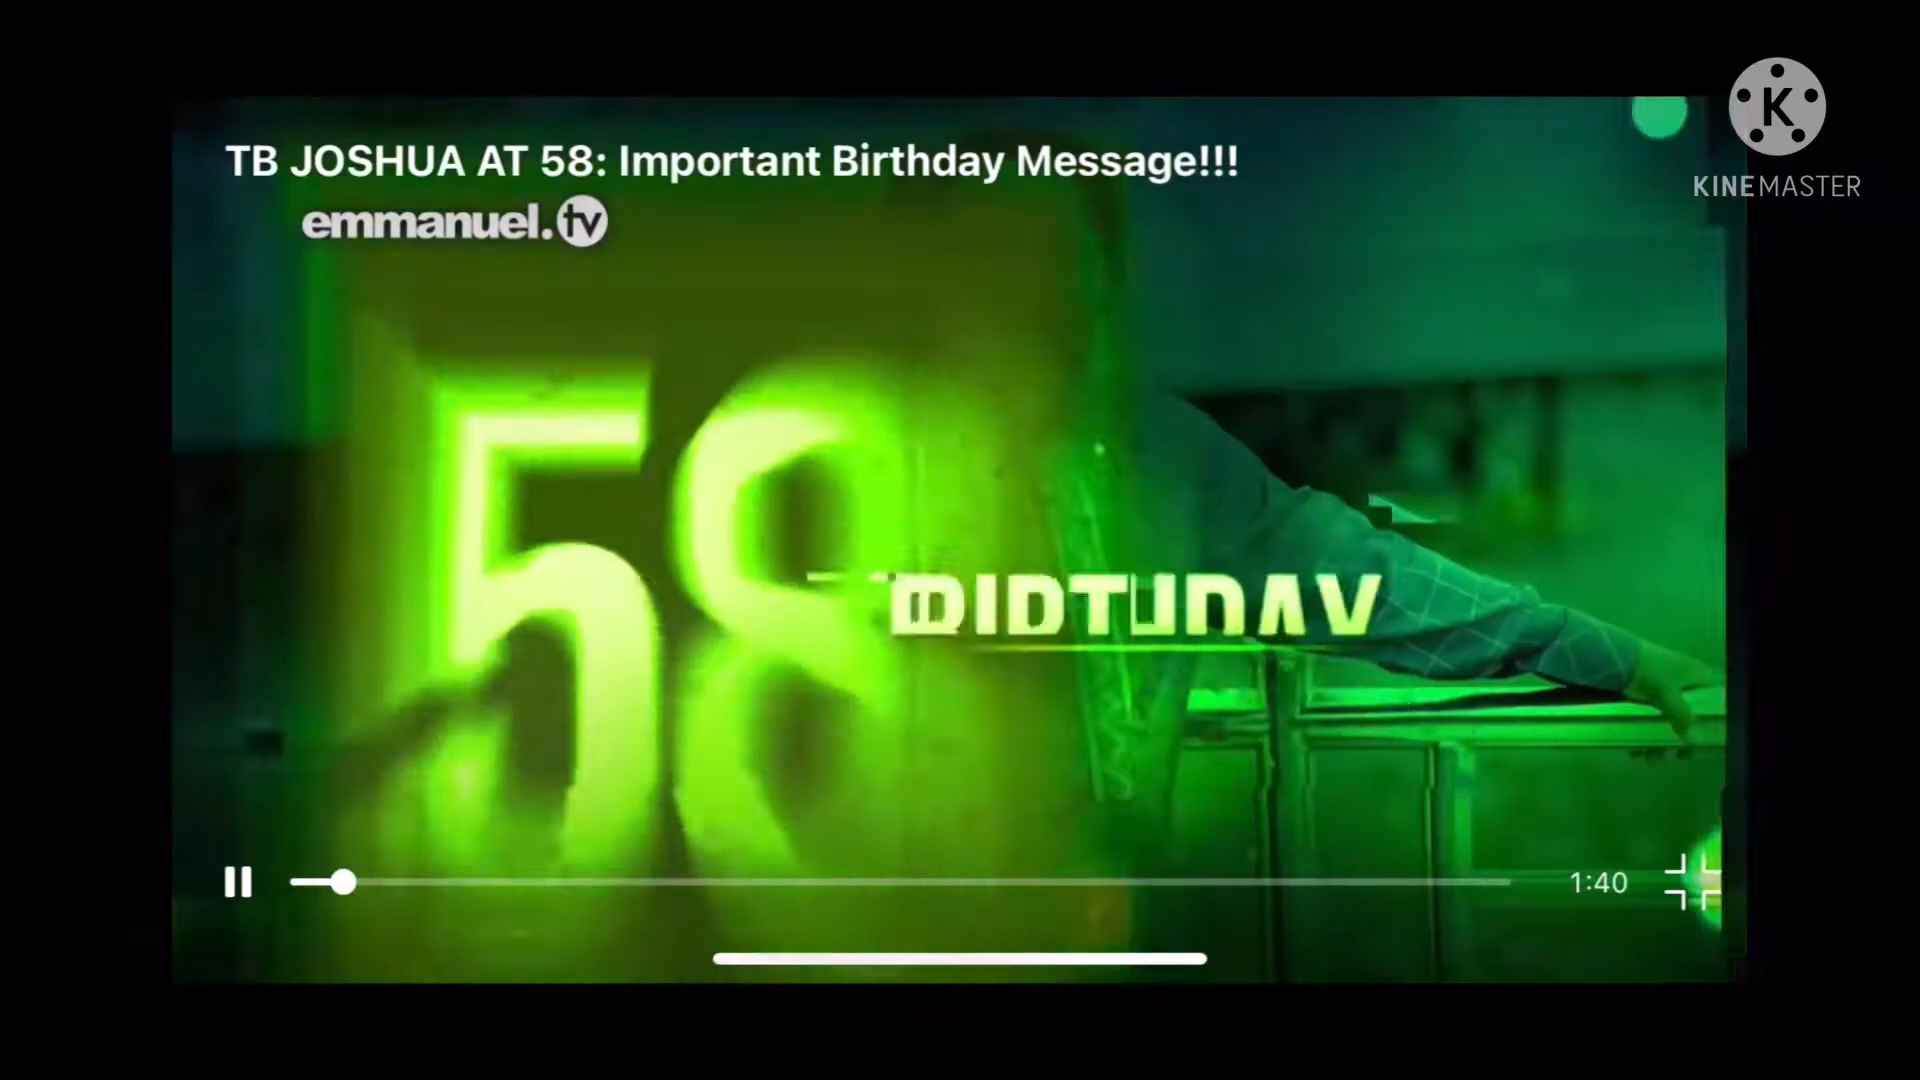 TB JOSHUA AT 58: Important Birthday Message!!!
emmanuel.tv
K
KINEMASTER
58
1:40